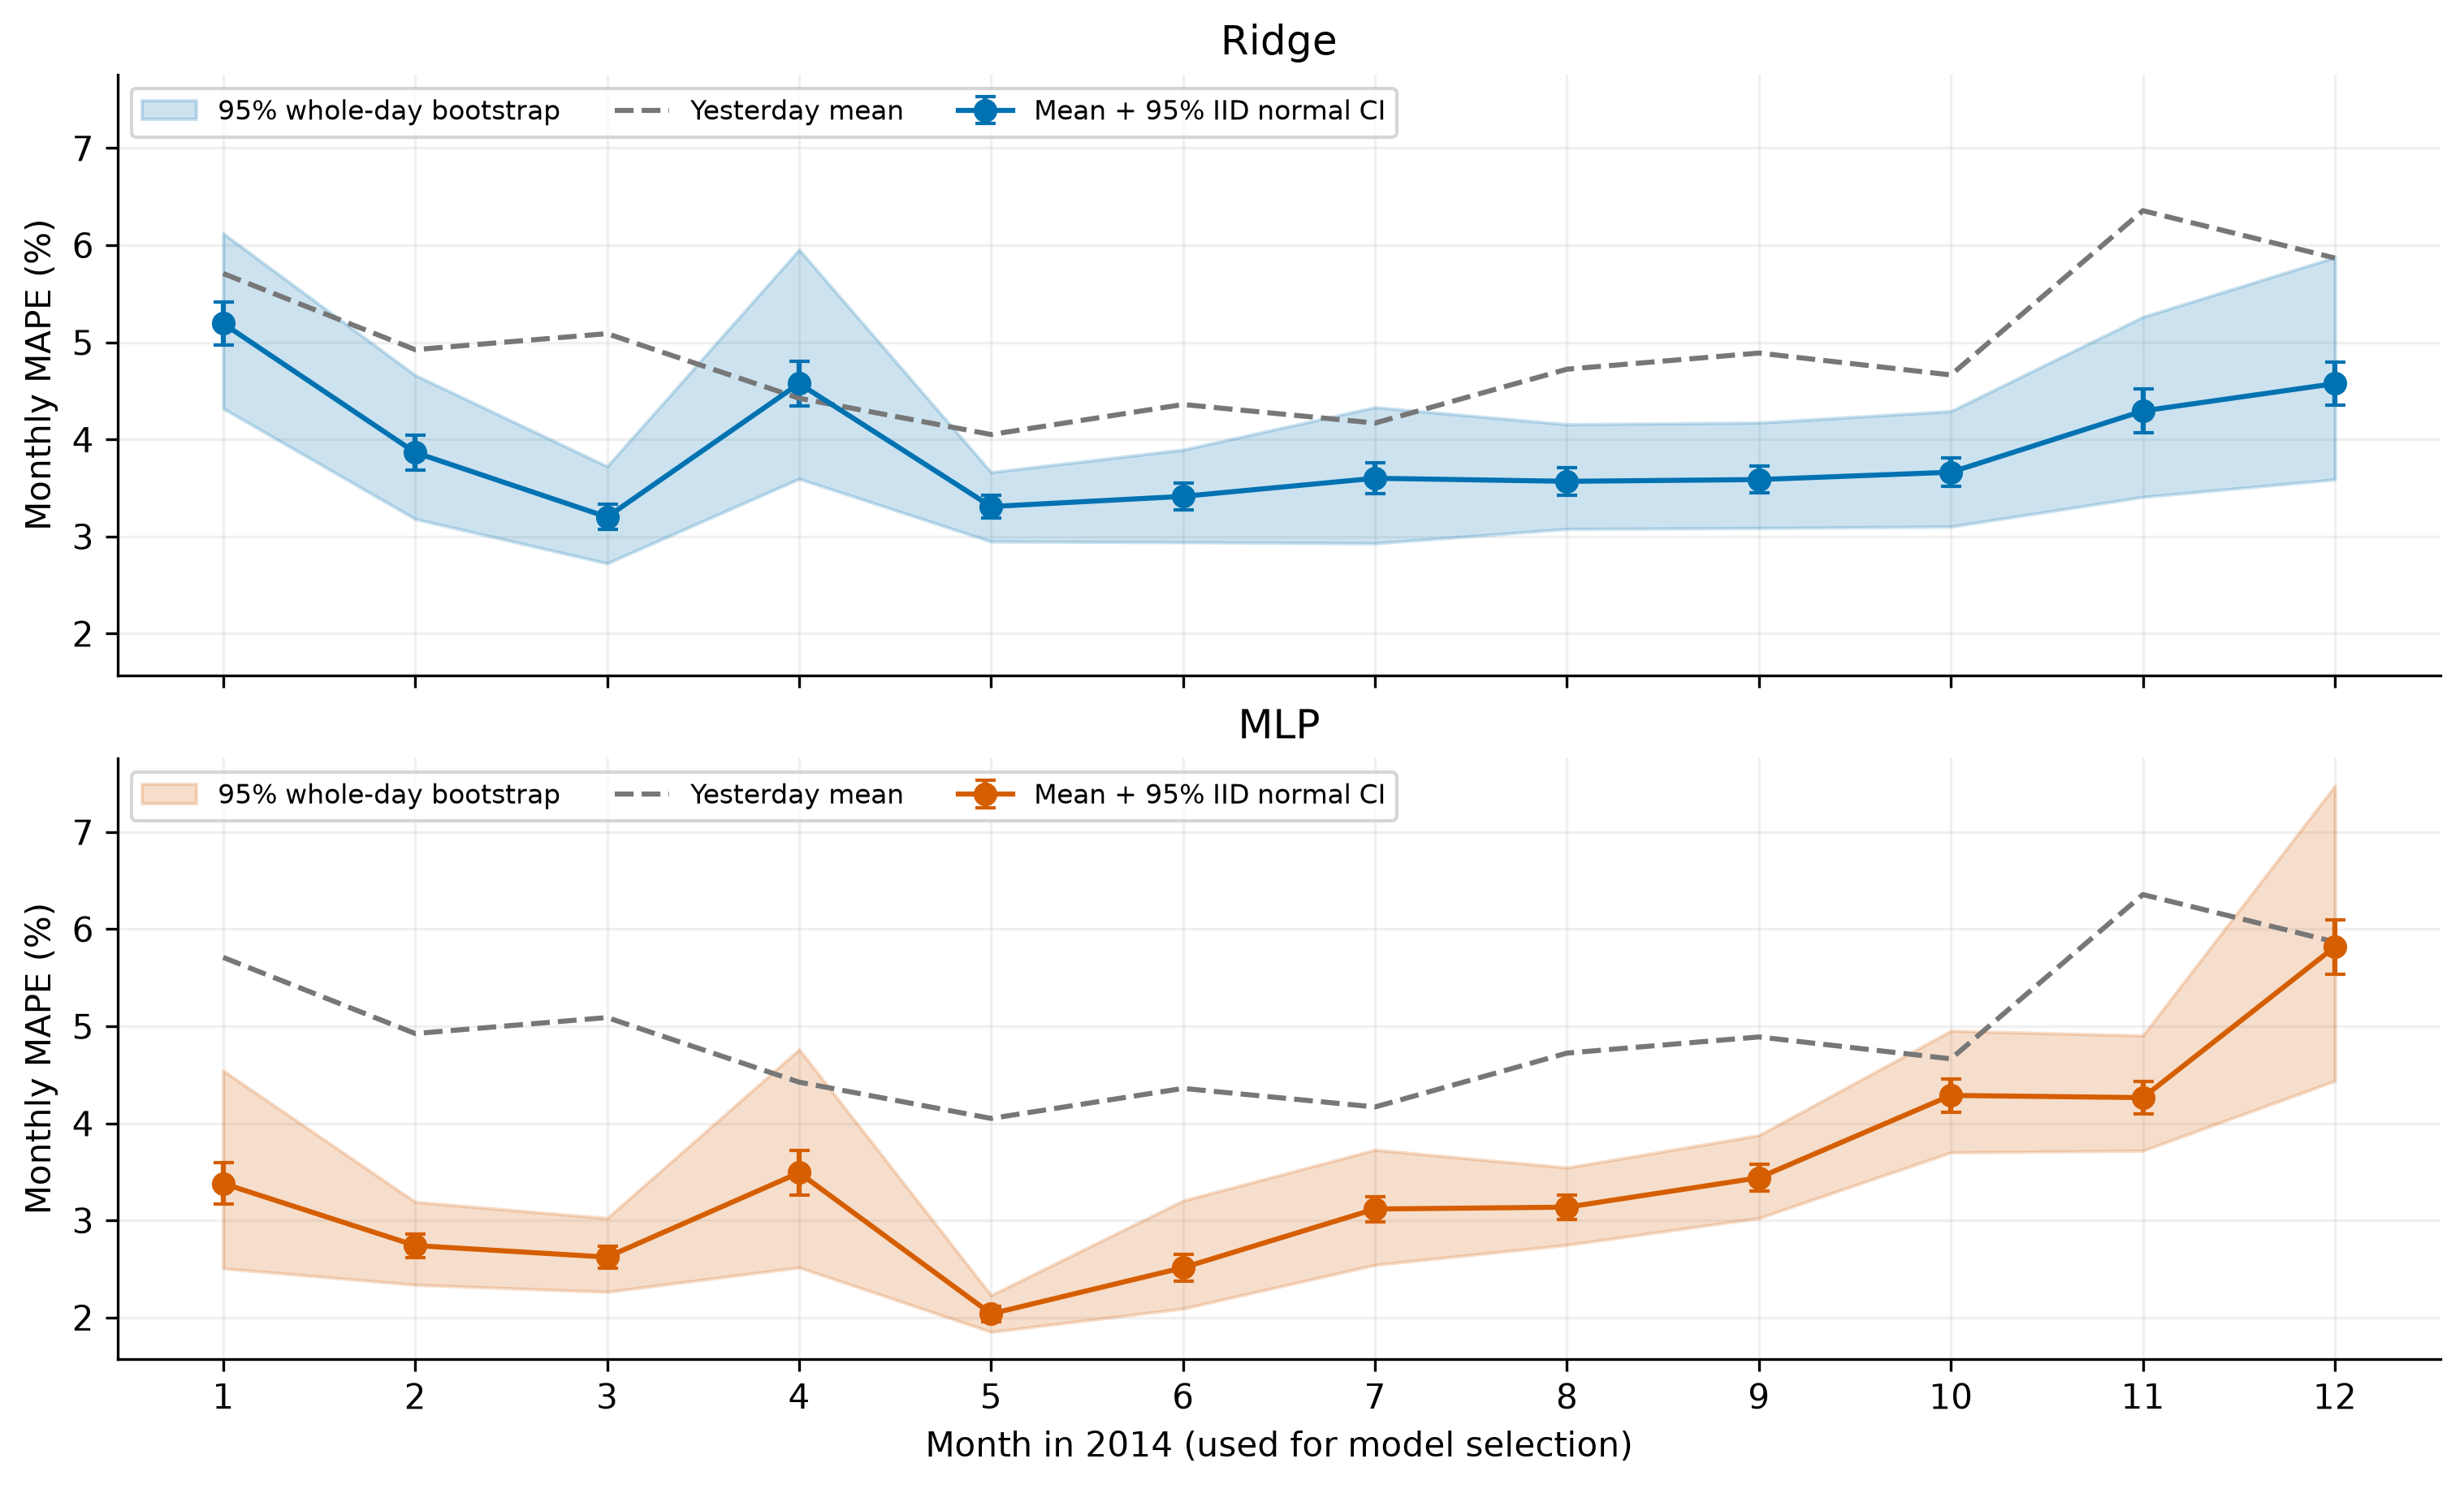 Ridge
95% whole-day bootstrap Yesterday mean Mean + 95% IID normal CI
Monthly MAPE (%)
7
6
5
4
3
2
MLP
95% whole-day bootstrap Yesterday mean Mean + 95% IID normal CI
Monthly MAPE (%)
7
6
5
4
3
2
1 2 3 4 5 6 7 8 9 10 11 12
Month in 2014 (used for model selection)